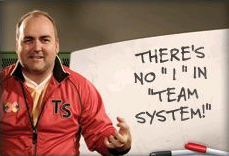 THERE'S
NO " I " IN
"TEAM
SYSTEM!"
TS